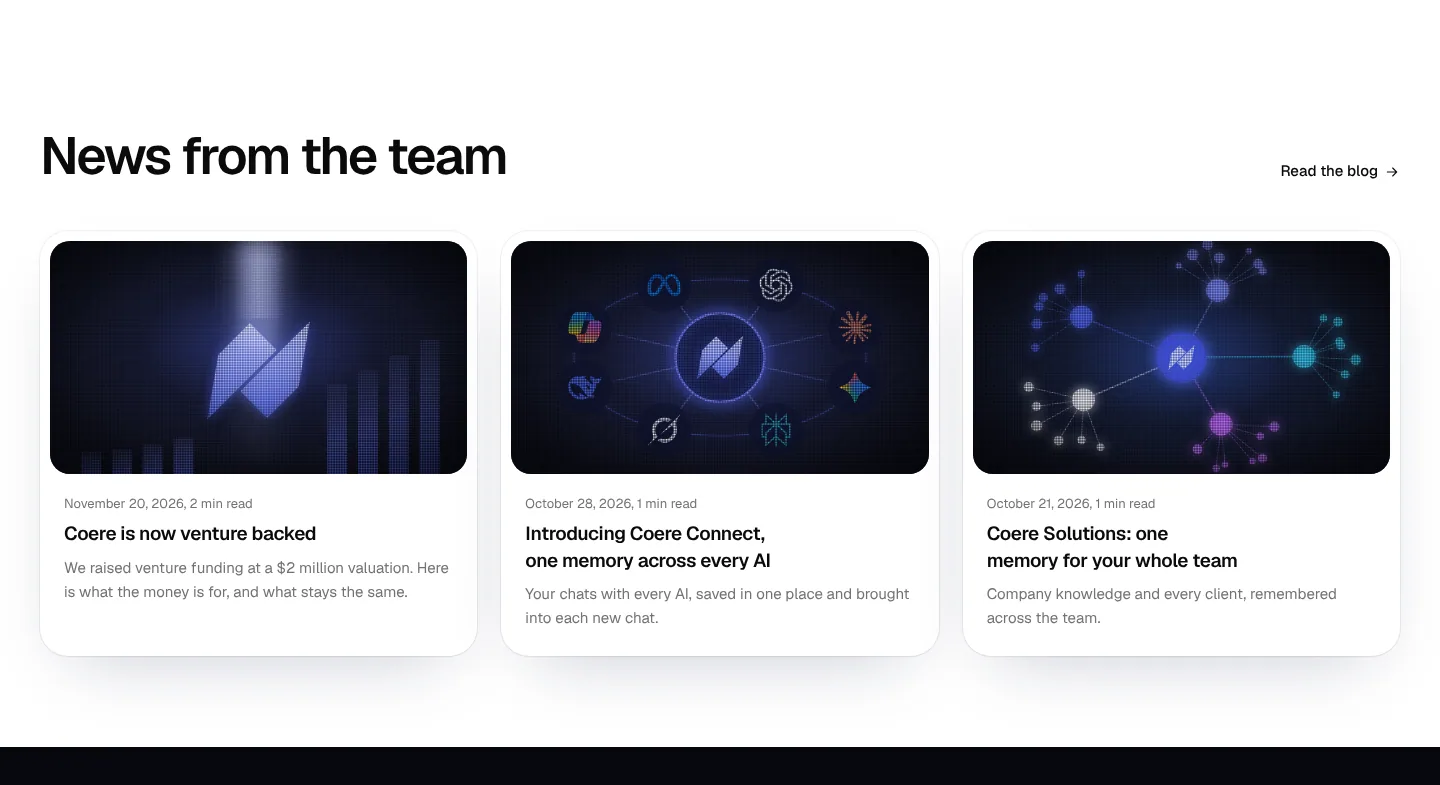 News from the team
Read the blog →
November 20, 2026, 2 min read
Coere is now venture backed
We raised venture funding at a $2 million valuation. Here
is what the money is for, and what stays the same.
October 28, 2026, 1 min read
Introducing Coere Connect,
one memory across every AI
Your chats with every AI, saved in one place and brought
into each new chat.
October 21, 2026, 1 min read
Coere Solutions: one
memory for your whole team
Company knowledge and every client, remembered
across the team.